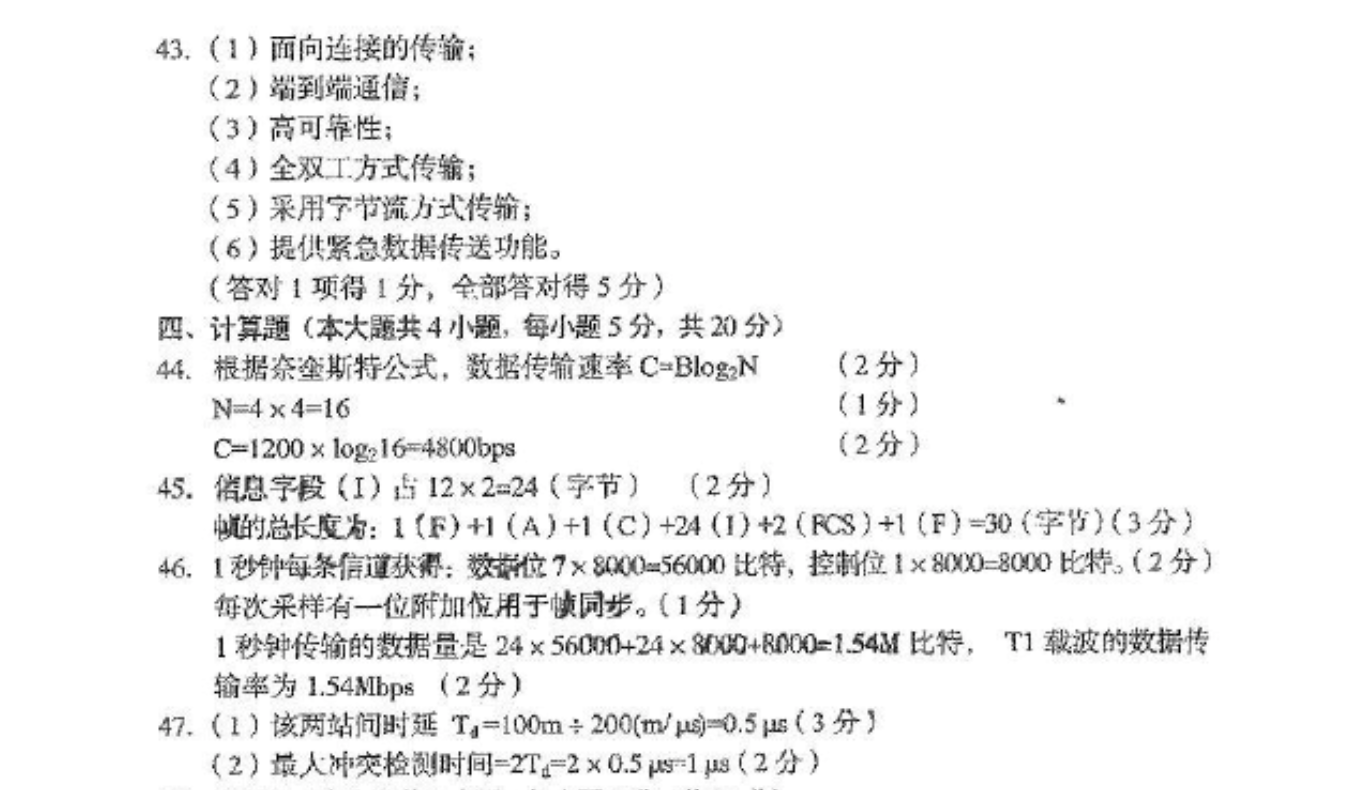 43. (1) 面向连接的传输;
(2) 端到端通信;
(3) 高可靠性;
(4) 全双工方式传输;
(5) 采用字节流方式传输;
(6) 提供紧急数据传送功能。
(答对 1 项得 1 分, 全部答对得 5 分)
四、计算题(本大题共 4 小题, 每小题 5 分, 共 20 分)
44. 根据奈奎斯特公式, 数据传输速率 C=Blog₂N (2 分)
N=4×4=16 (1 分)
C=1200×log₂16=4800bps (2 分)
45. 信息字段(I)占 12×2=24(字节) (2 分)
帧的总长度为: 1(F)+1(A)+1(C)+24(I)+2(FCS)+1(F)=30(字节)(3 分)
46. 1 秒钟每条信道获得: 数据位 7×8000=56000 比特, 控制位 1×8000=8000 比特。(2 分)
每次采样有一位附加位用于帧同步。(1 分)
1 秒钟传输的数据量是 24×56000+24×8000+8000=1.54M 比特, T1 载波的数据传
输率为 1.54Mbps (2 分)
47. (1) 该两站间时延 T_d=100m÷200(m/μs)=0.5μs(3 分)
(2) 最大冲突检测时间=2T_d=2×0.5μs=1μs(2 分)